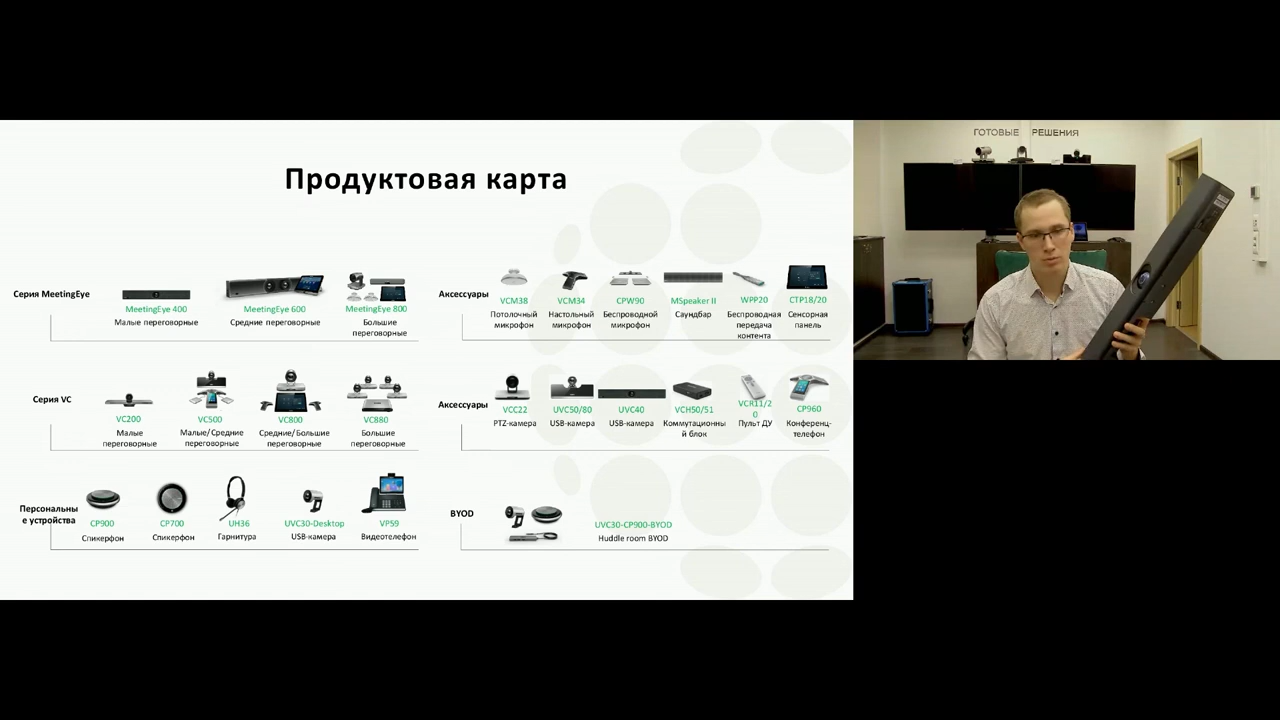 Продуктовая карта
ГОТОВЫЕ РЕШЕНИЯ
Серия MeetingEye
MeetingEye 400
Малые переговорные
MeetingEye 600
Средние переговорные
MeetingEye 800
Большие
переговорные
Аксессуары
VCM38
Потолочный
микрофон
VCM34
Настольный
микрофон
CPW90
Беспроводной
микрофон
MSpeaker II
Саундбар
WPP20
Беспроводная
передача
контента
CTP18/20
Сенсорная
панель
Серия VC
VC200
Малые
переговорные
VC500
Малые/Средние
переговорные
VC800
Средние/Большие
переговорные
VC880
Большие
переговорные
Аксессуары
VCC22
PTZ-камера
UVC50/80
USB-камера
UVC40
USB-камера
VCH50/51
Коммутационны
й блок
VCR11/2
0
Пульт ДУ
CP960
Конференц-
телефон
Персональны
е устройства
CP900
Спикерфон
CP700
Спикерфон
UH36
Гарнитура
UVC30-Desktop
USB-камера
VP59
Видеотелефон
BYOD
UVC30-CP900-BYOD
Huddle room BYOD